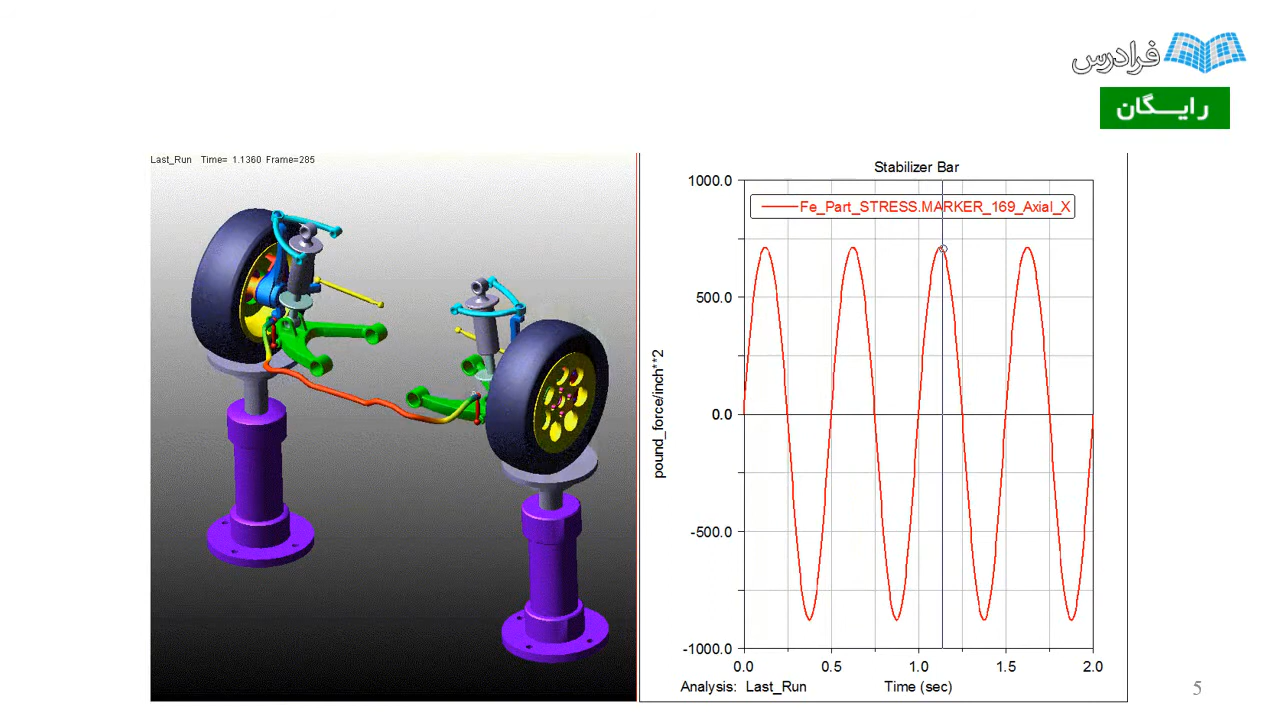 فرادرس
رایـــگان
Last_Run Time= 1.1360 Frame=285
Stabilizer Bar
1000.0
Fe_Part_STRESS.MARKER_169_Axial_X
500.0
0.0
-500.0
-1000.0
pound_force/inch**2
0.0 0.5 1.0 1.5 2.0
Analysis: Last_Run Time (sec)
5